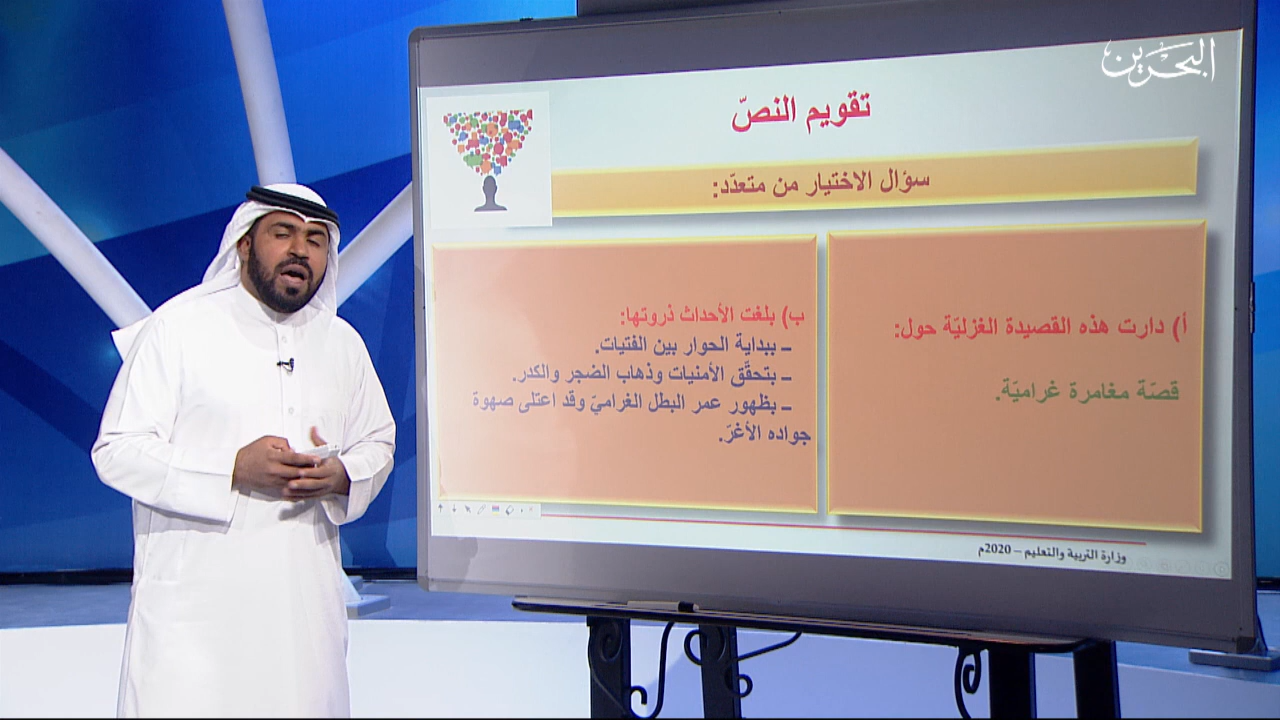 البحرين
تقويم النصّ
سؤال الاختيار من متعدّد:
أ) دارت هذه القصيدة الغزليّة حول:
قصّة مغامرة غراميّة.
ب) بلغت الأحداث ذروتها:
ـ ببداية الحوار بين الفتيات.
ـ بتحقَّق الأمنيات وذهاب الضجر والكدر.
ـ بظهور عمر البطل الغراميّ وقد اعتلى صهوة
جواده الأغرّ.
وزارة التربية والتعليم – 2020م